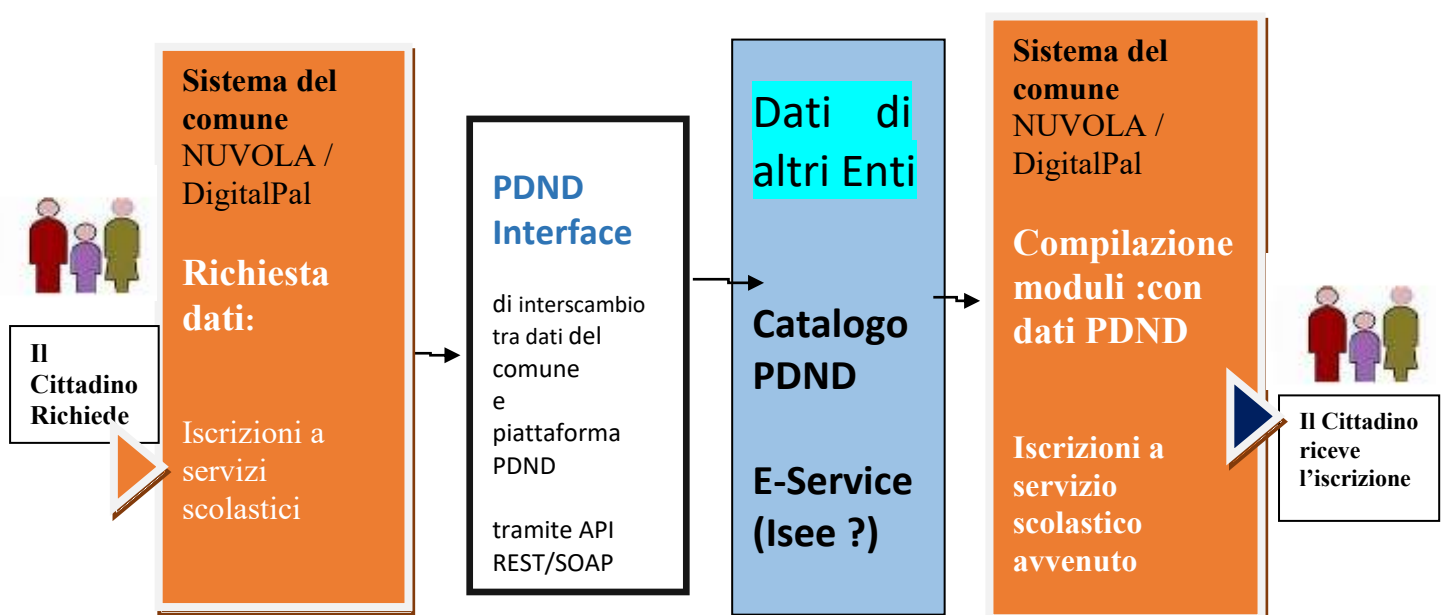 Il
Cittadino
Richiede
Sistema del
comune
NUVOLA /
DigitalPal
Richiesta
dati:
Iscrizioni a
servizi
scolastici
PDND
Interface
di interscambio
tra dati del
comune
e
piattaforma
PDND
tramite API
REST/SOAP
Dati di
altri Enti
Catalogo
PDND
E-Service
(Isee ?)
Sistema del
comune
NUVOLA /
DigitalPal
Compilazione
moduli :con
dati PDND
Iscrizioni a
servizio
scolastico
avvenuto
Il Cittadino
riceve
l’iscrizione